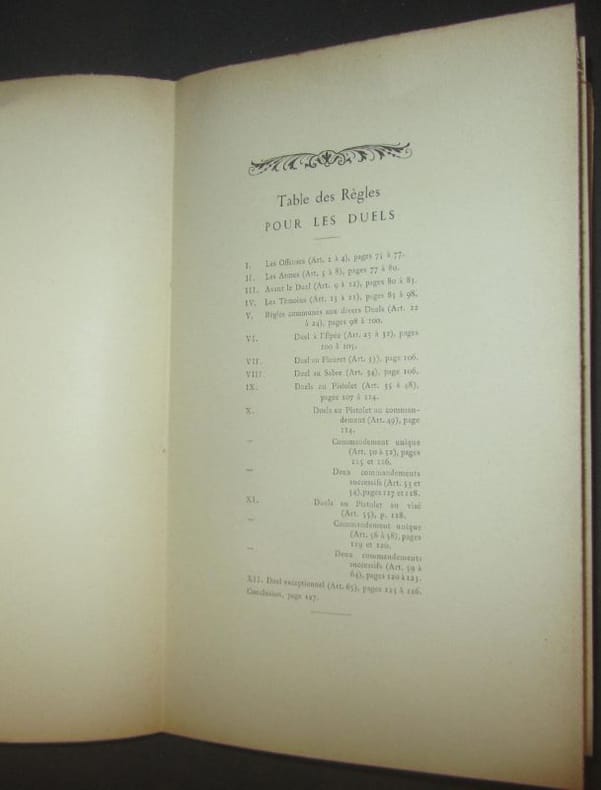 Table des Règles
POUR LES DUELS
I. Les Offenses (Art. 2 à 4), pages 75 à 77.
II. Les Armes (Art. 5 à 8), pages 77 à 80.
III. Avant le Duel (Art. 9 à 12), pages 80 à 83.
IV. Les Témoins (Art. 13 à 21), pages 83 à 98.
V. Règles communes aux divers Duels (Art. 22
à 24), pages 98 à 100.
VI. Duel à l'Épée (Art. 25 à 32), pages
100 à 105.
VII. Duel au Fleuret (Art. 33), page 106.
VIII. Duel au Sabre (Art. 34), page 106.
IX. Duels au Pistolet (Art. 35 à 48),
pages 107 à 114.
X. Duels au Pistolet au comman-
dement (Art. 49), page
114.
— Commandement unique
(Art. 50 à 52), pages
115 et 116.
— Deux commandements
successifs (Art. 53 et
54), pages 117 et 118.
XI. Duels au Pistolet au visé
(Art. 55), p. 118.
— Commandement unique
(Art. 56 à 58), pages
119 et 120.
— Deux commandements
successifs (Art. 59 à
64), pages 120 à 123.
XII. Duel exceptionnel (Art. 65), pages 123 à 126.
Conclusion, page 127.